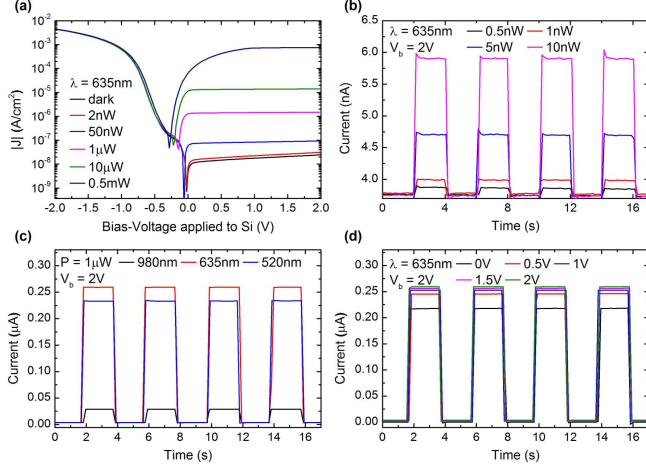 (a)
|J| (A/cm²)
10⁻²
10⁻³
10⁻⁴
10⁻⁵
10⁻⁶
10⁻⁷
10⁻⁸
10⁻⁹
λ = 635nm
dark
2nW
50nW
1μW
10μW
0.5mW
-2.0 -1.5 -1.0 -0.5 0.0 0.5 1.0 1.5 2.0
Bias-Voltage applied to Si (V)
(b)
Current (nA)
6.5
6.0
5.5
5.0
4.5
4.0
λ = 635nm 0.5nW 1nW
V_b = 2V 5nW 10nW
0 4 8 12 16
Time (s)
(c)
Current (μA)
0.30
0.25
0.20
0.15
0.10
0.05
0.00
P = 1μW 980nm 635nm 520nm
V_b = 2V
0 2 4 6 8 10 12 14 16
Time (s)
(d)
Current (μA)
0.30
0.25
0.20
0.15
0.10
0.05
0.00
λ = 635nm 0V 0.5V 1V
V_b = 2V 1.5V 2V
0 2 4 6 8 10 12 14 16
Time (s)